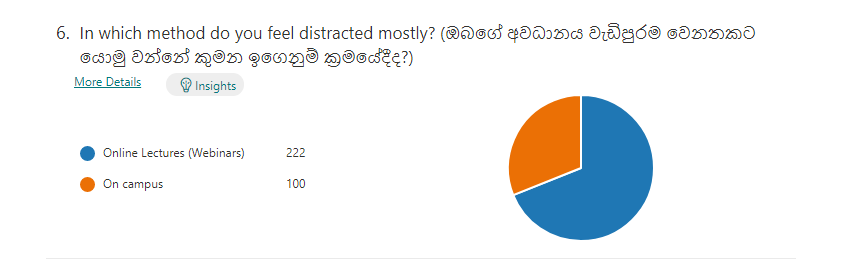 6. In which method do you feel distracted mostly? (ඔබගේ අවධානය වැඩිපුරම වෙනතකට
යොමු වන්නේ කුමන ඉගෙනුම් ක්‍රමයේදීද?)
More Details
Insights
Online Lectures (Webinars) 222
On campus 100